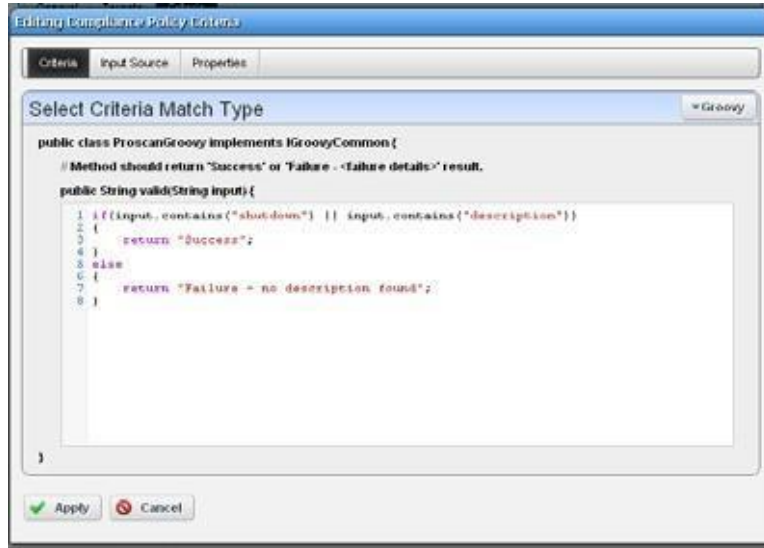 Editing Compliance Policy Criteria
Criteria Input Source Properties
Select Criteria Match Type
Groovy
public class ProscanGroovy implements IGroovyCommon {
// Method should return 'Success' or 'Failure - <failure details>' result.
public String valid(String input) {
1 if(input.contains("shutdown") || input.contains("description"))
2 {
3 return "Success";
4 }
5 else
6 {
7 return "Failure - no description found";
8 }
}
Apply Cancel